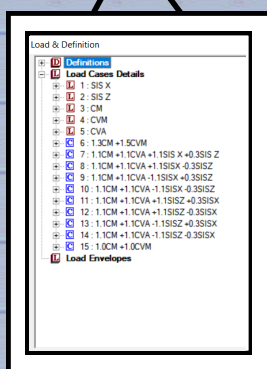 Load & Definition
Definitions
Load Cases Details
1 : SIS X
2 : SIS Z
3 : CM
4 : CVM
5 : CVA
6 : 1.3CM +1.5CVM
7 : 1.1CM +1.1CVA +1.1SIS X +0.3SIS Z
8 : 1.1CM +1.1CVA +1.1SISX -0.3SISZ
9 : 1.1CM +1.1CVA -1.1SISX +0.3SISZ
10 : 1.1CM +1.1CVA -1.1SISX -0.3SISZ
11 : 1.1CM +1.1CVA +1.1SISZ +0.3SISX
12 : 1.1CM +1.1CVA +1.1SISZ -0.3SISX
13 : 1.1CM +1.1CVA -1.1SISZ +0.3SISX
14 : 1.1CM +1.1CVA -1.1SISZ -0.3SISX
15 : 1.0CM +1.0CVM
Load Envelopes